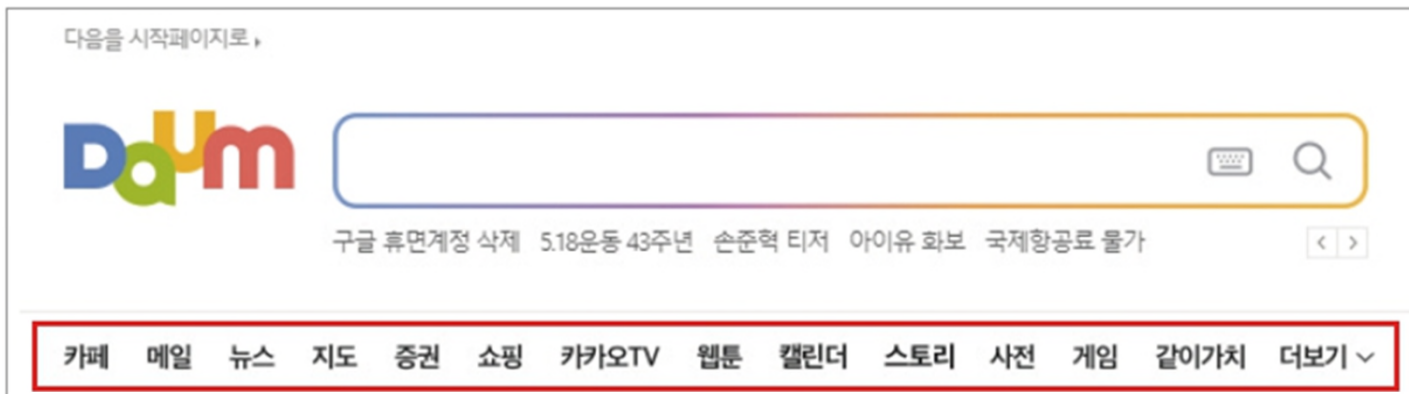 다음을 시작페이지로
Daum
구글 휴면계정 삭제 5.18운동 43주년 손준혁 티저 아이유 화보 국제항공료 물가
카페 메일 뉴스 지도 증권 쇼핑 카카오TV 웹툰 캘린더 스토리 사전 게임 같이가치 더보기